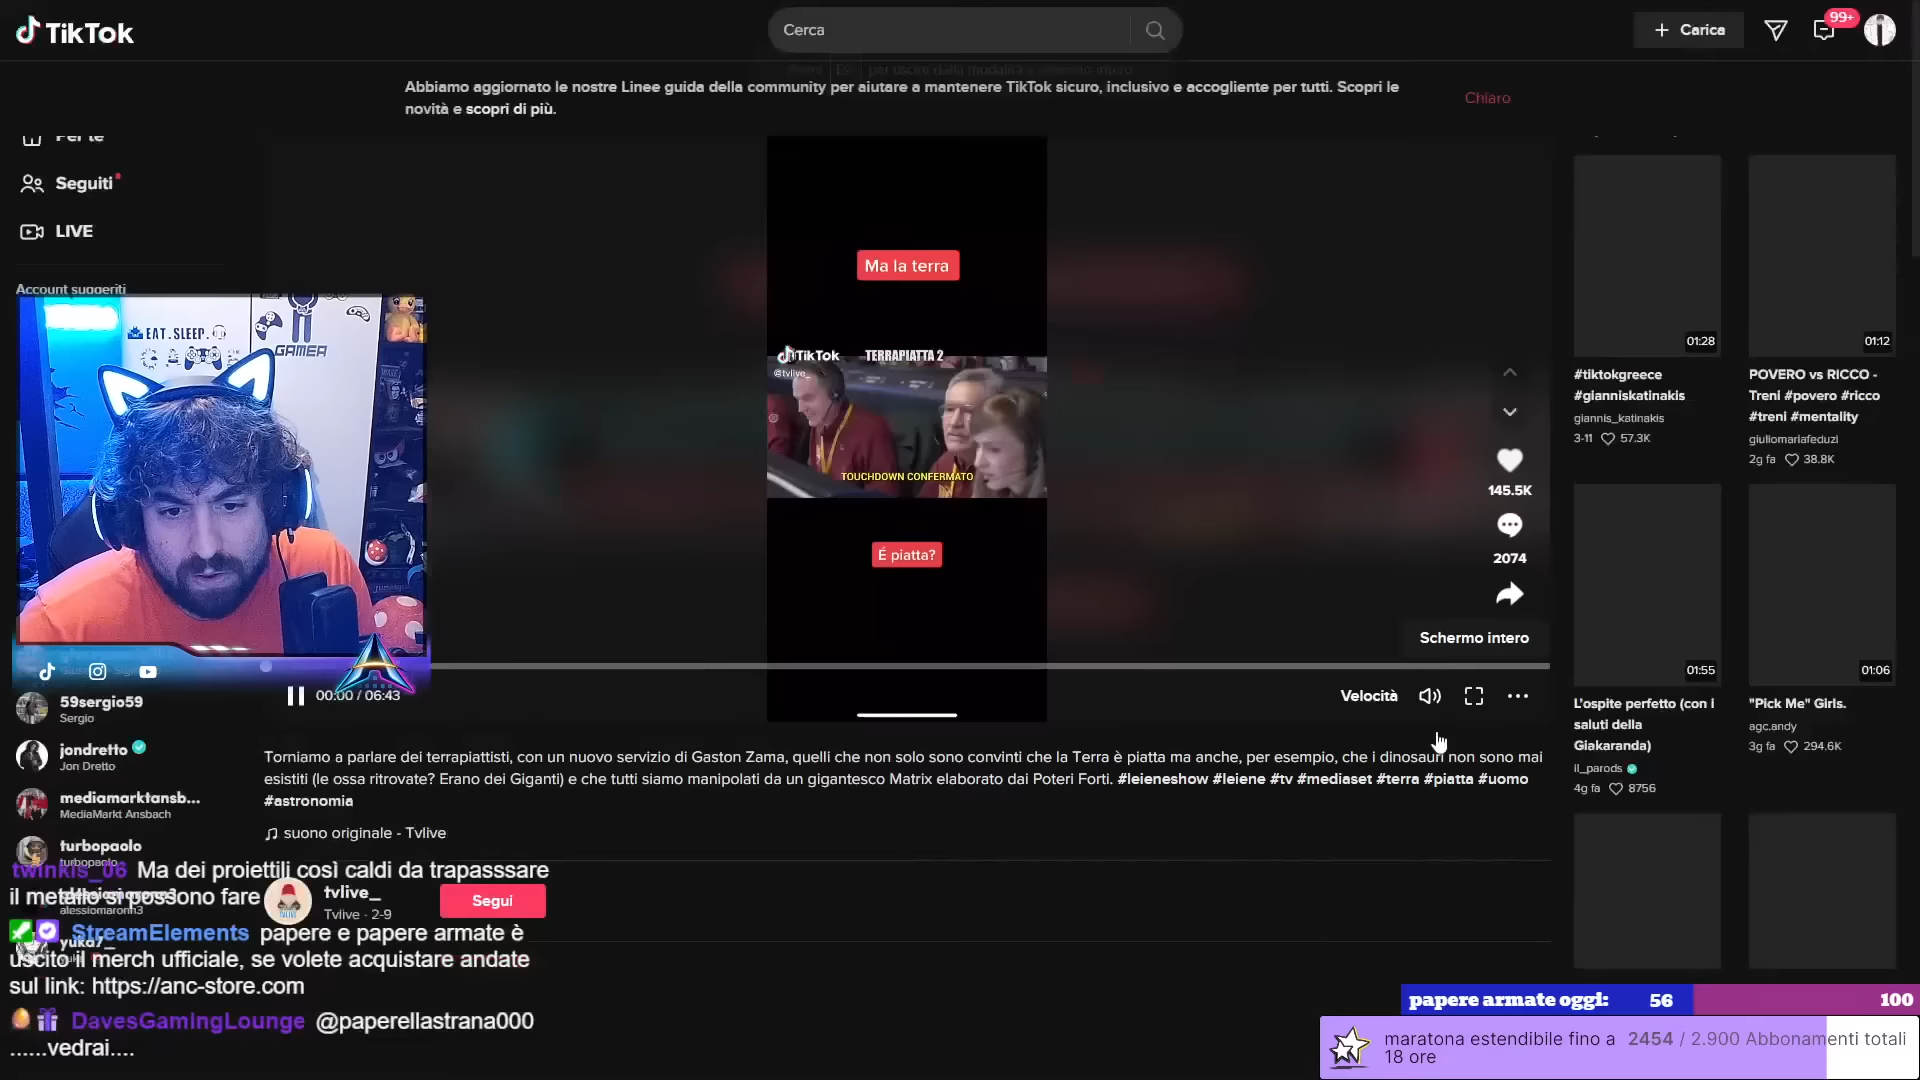 TikTok
Cerca
Carica
99+
Abbiamo aggiornato le nostre Linee guida della community per aiutare a mantenere TikTok sicuro, inclusivo e accogliente per tutti. Scopri le
novità e scopri di più.
Chiaro
Per te
Seguiti
LIVE
Account suggeriti
EAT.SLEEP.
GAMER
Ma la terra
TikTok
@tvlive_
TERRAPIATTA 2
TOUCHDOWN CONFERMATO
É piatta?
145.5K
2074
Schermo intero
00:00 / 06:43
Velocità
01:28
#tiktokgreece
#gianniskatinakis
giannis_katinakis
3-11 57.3K
01:12
POVERO vs RICCO -
Treni #povero #ricco
#treni #mentality
giuliomariafeduzi
2g fa 38.8K
01:55
L'ospite perfetto (con i
saluti della
Giakaranda)
il_parods
4g fa 8756
01:06
"Pick Me" Girls.
agc.andy
3g fa 294.6K
59sergio59
Sergio
jondretto
Jon Dretto
mediamarktansb...
MediaMarkt Ansbach
turbopaolo
turbopaolo
alessiomaronn3
yuka7_
Torniamo a parlare dei terrapiattisti, con un nuovo servizio di Gaston Zama, quelli che non solo sono convinti che la Terra è piatta ma anche, per esempio, che i dinosauri non sono mai
esistiti (le ossa ritrovate? Erano dei Giganti) e che tutti siamo manipolati da un gigantesco Matrix elaborato dai Poteri Forti. #leieneshow #leiene #tv #mediaset #terra #piatta #uomo
#astronomia
suono originale - Tvlive
tvlive_
Tvlive · 2-9
Segui
twinkis_06 Ma dei proiettili così caldi da trapasssare
il metallo si possono fare
StreamElements papere e papere armate è
uscito il merch ufficiale, se volete acquistare andate
sul link: https://anc-store.com
DavesGamingLounge @paperellastrana000
......vedrai....
papere armate oggi: 56 100
maratona estendibile fino a
18 ore
2454 / 2.900 Abbonamenti totali